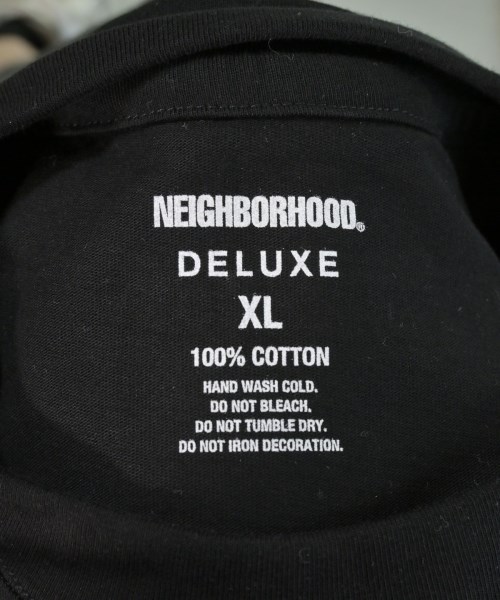 NEIGHBORHOOD®
DELUXE
XL
100% COTTON
HAND WASH COLD.
DO NOT BLEACH.
DO NOT TUMBLE DRY.
DO NOT IRON DECORATION.